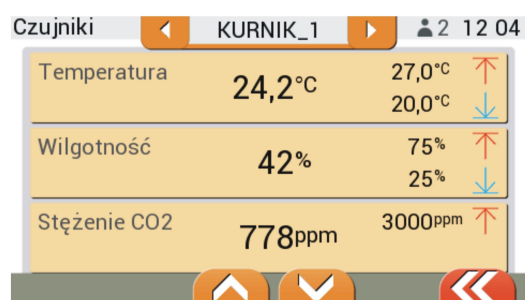 Czujniki KURNIK_1 2 12 04
Temperatura 24,2°C 27,0°C
20,0°C
Wilgotność 42% 75%
25%
Stężenie CO2 778ppm 3000ppm